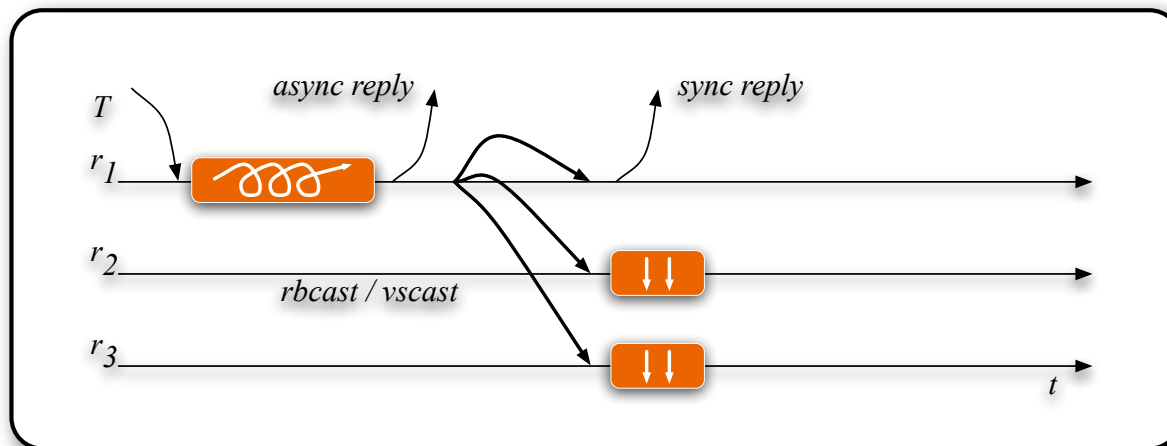 async reply
sync reply
T
r1
r2
rbcast / vscast
r3
t